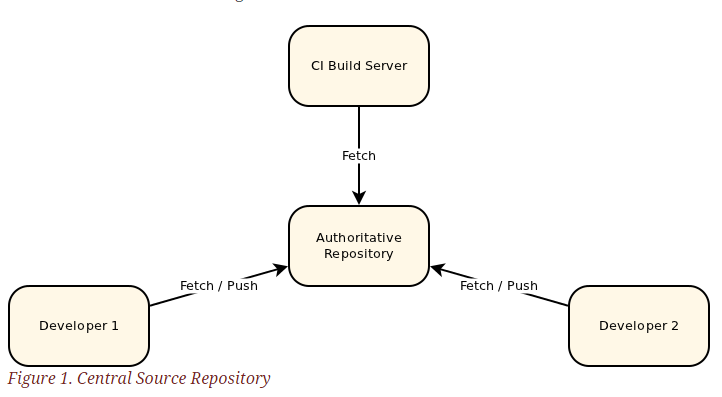 CI Build Server
Fetch
Authoritative
Repository
Fetch / Push
Fetch / Push
Developer 1
Developer 2
Figure 1. Central Source Repository